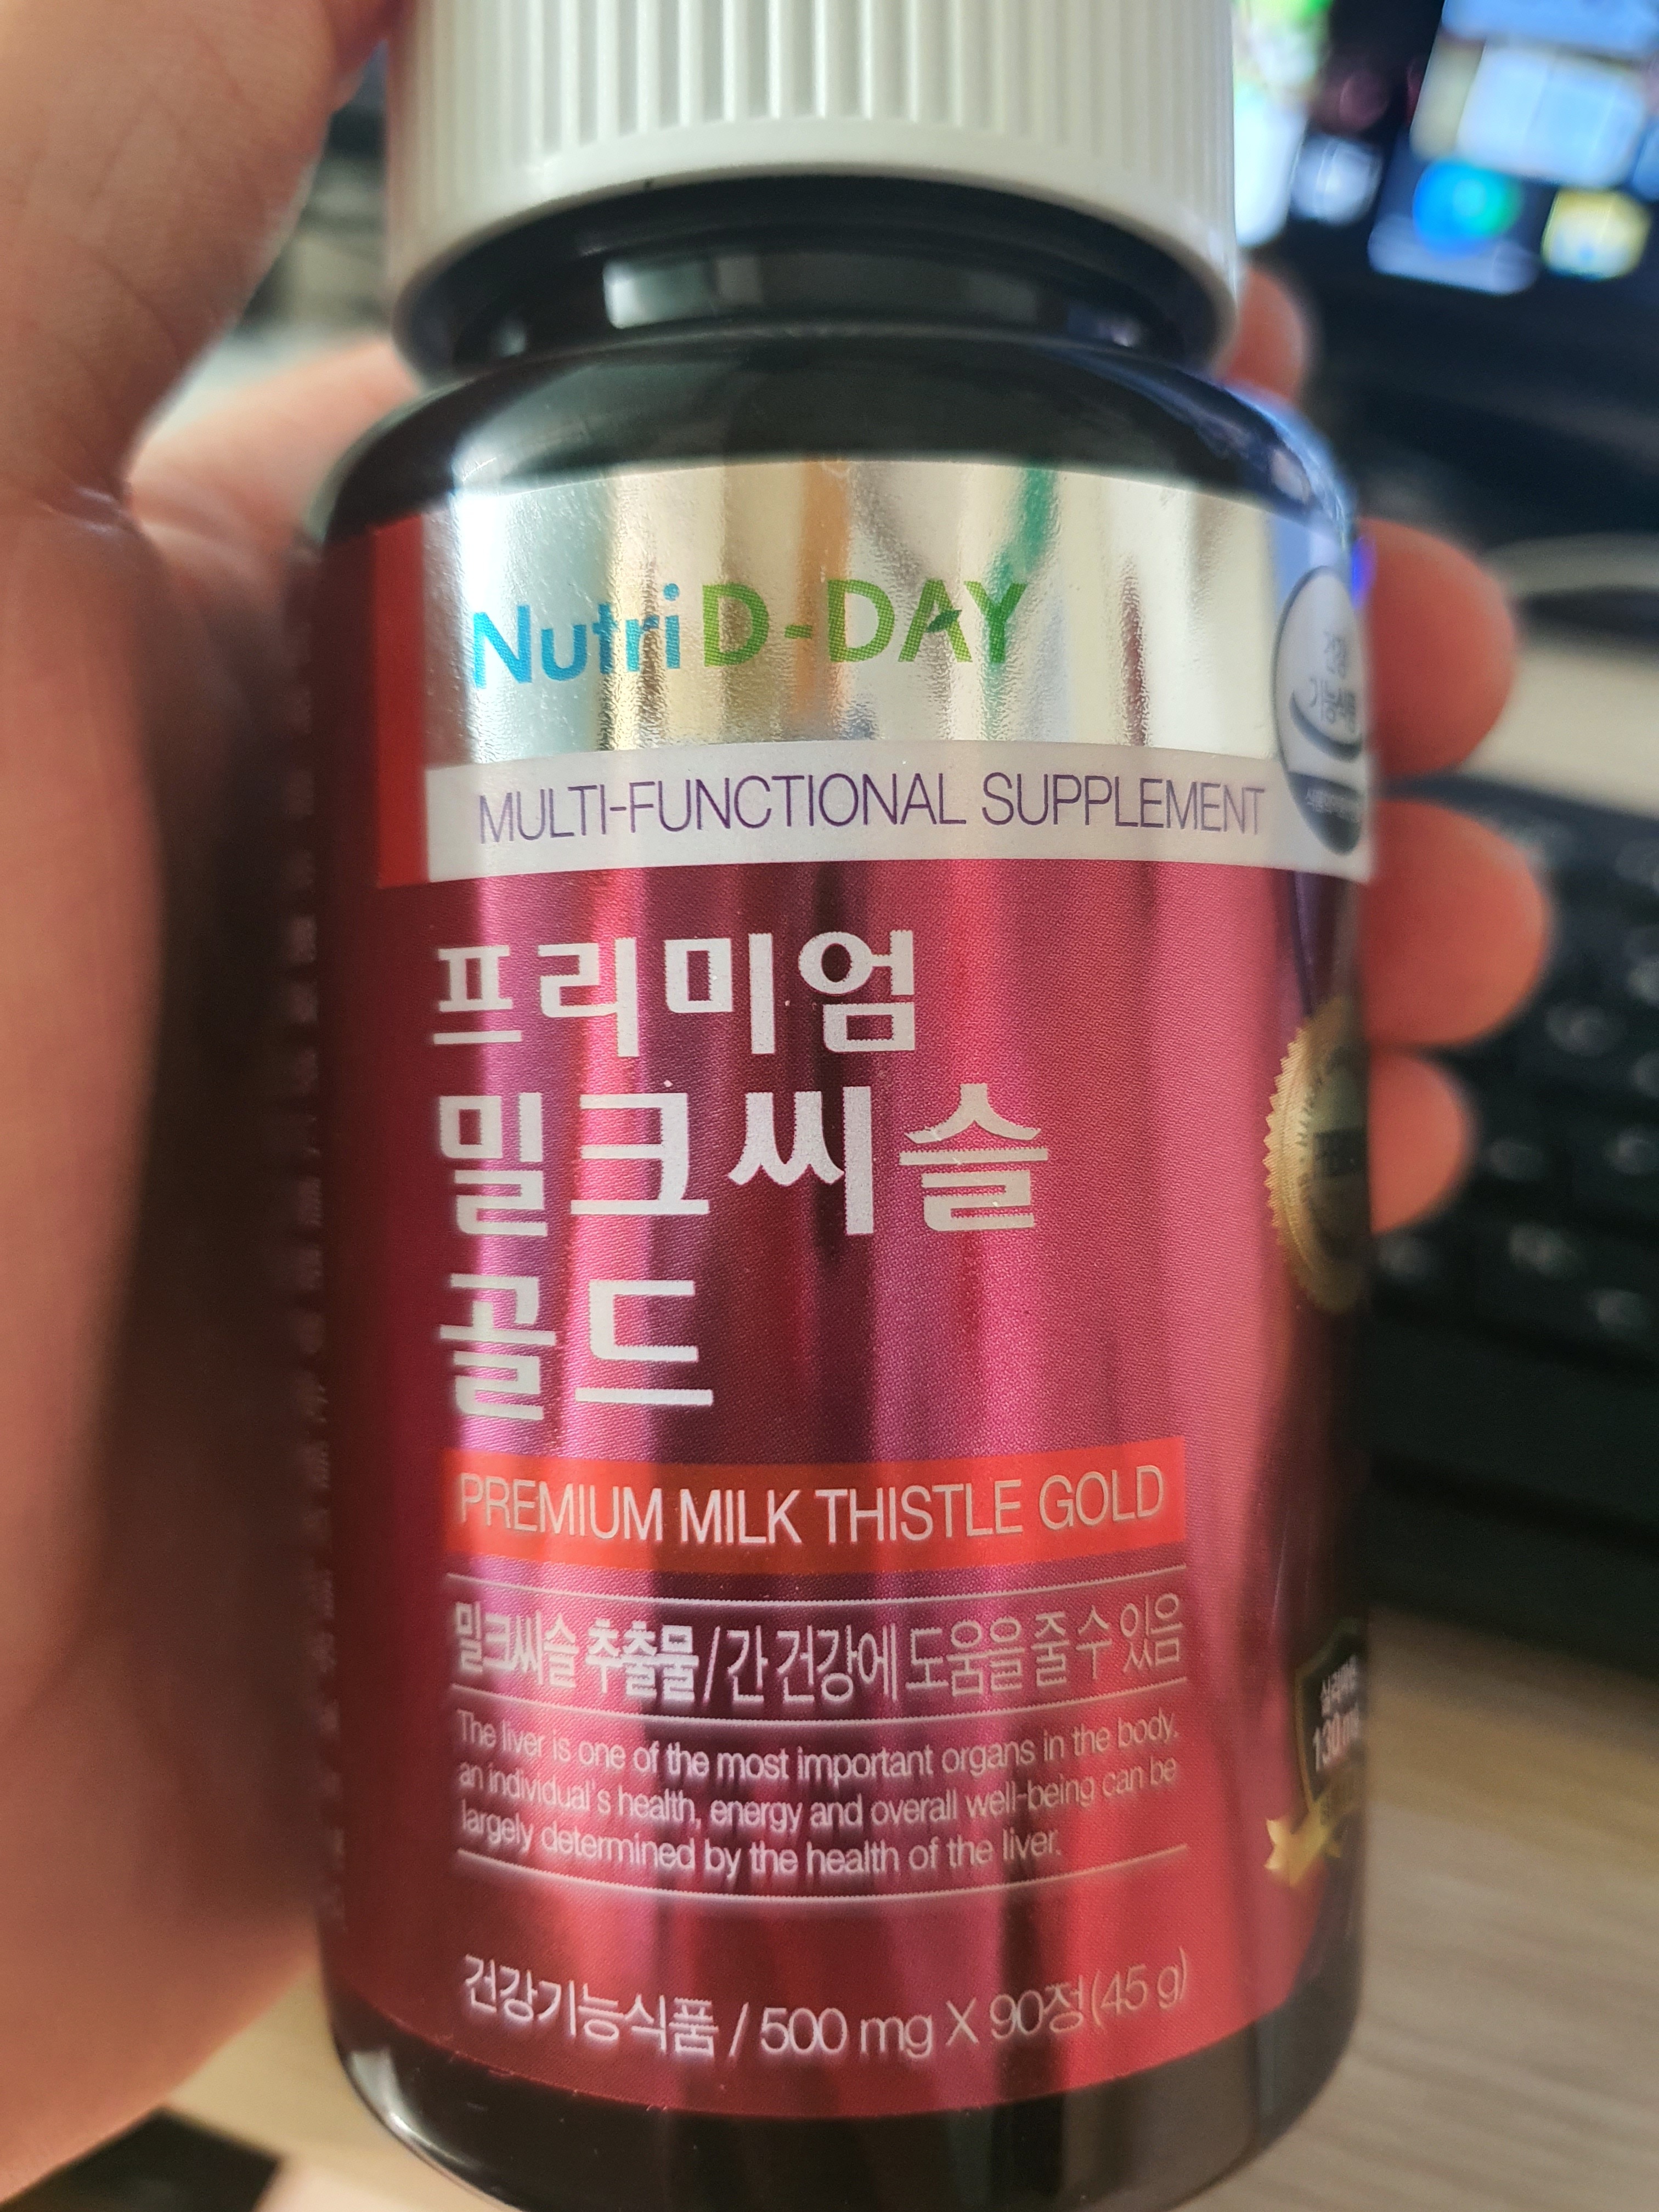 Nutri D-DAY
MULTI-FUNCTIONAL SUPPLEMENT
프리미엄
밀크씨슬
골드
PREMIUM MILK THISTLE GOLD
밀크씨슬 추출물 / 간 건강에 도움을 줄 수 있음
The liver is one of the most important organs in the body,
an individual's health, energy and overall well-being can be
largely determined by the health of the liver.
건강기능식품 / 500 mg X 90정(45 g)
130mg